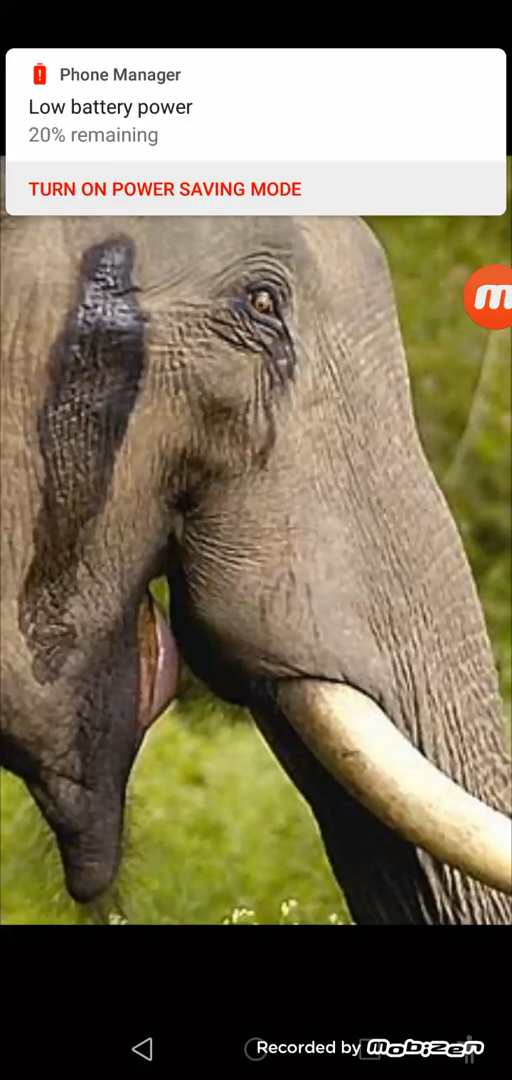 Phone Manager
Low battery power
20% remaining
TURN ON POWER SAVING MODE
m
Recorded by mobizen